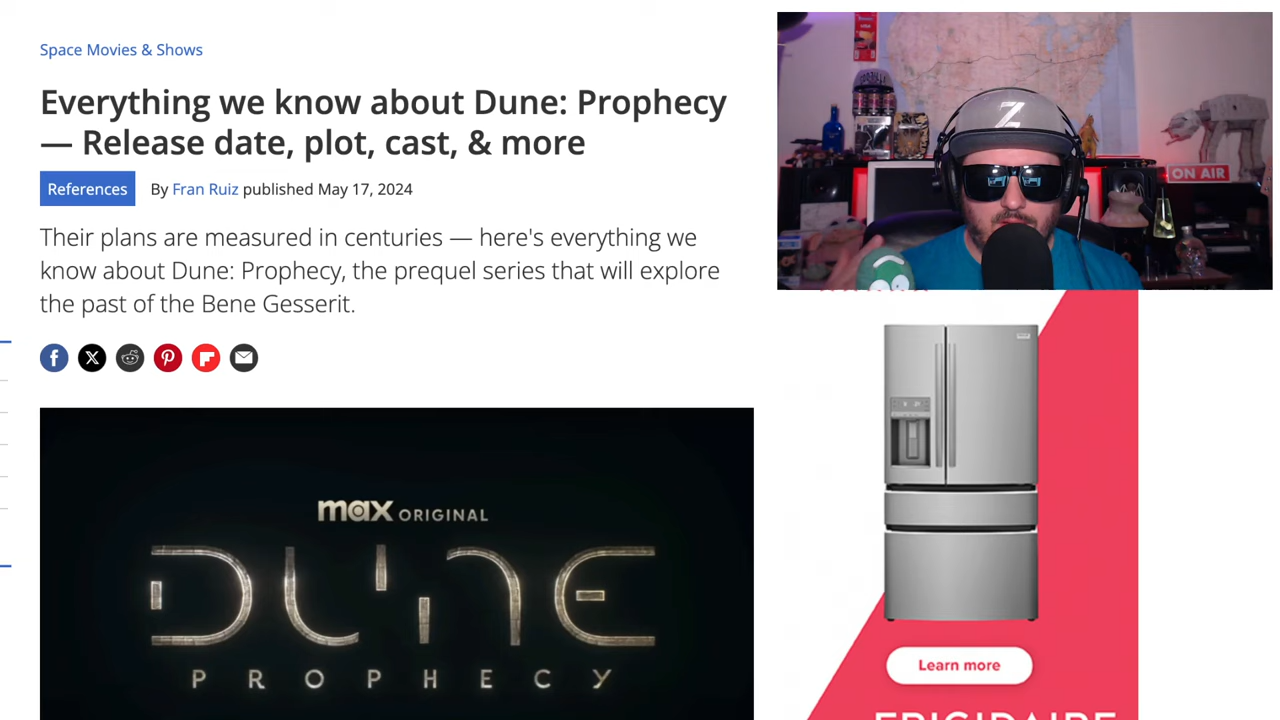 Space Movies & Shows
Everything we know about Dune: Prophecy
— Release date, plot, cast, & more
References By Fran Ruiz published May 17, 2024
Their plans are measured in centuries — here's everything we
know about Dune: Prophecy, the prequel series that will explore
the past of the Bene Gesserit.
max ORIGINAL
DUNE
PROPHECY
Z
ON AIR
Learn more
FRIGIDAIRE